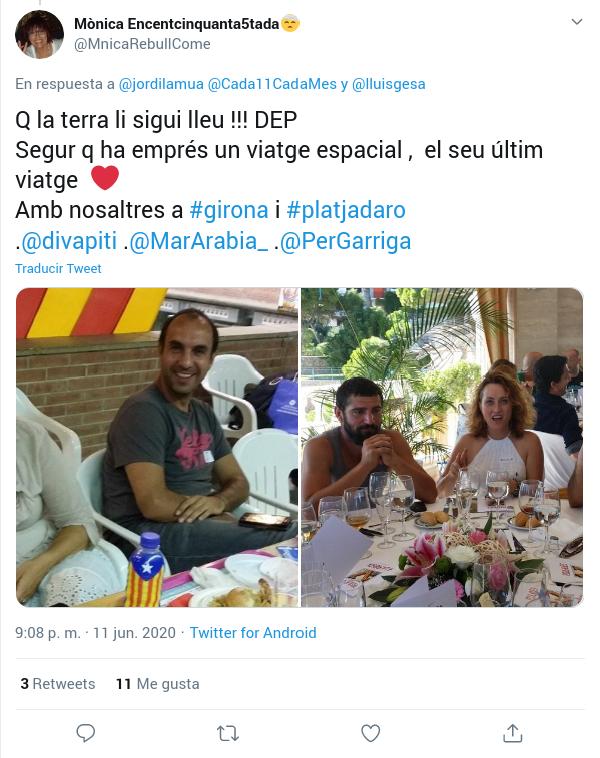 Mònica Encentcinquanta5tada😏
@MnicaRebullCome
En respuesta a @jordilamua @Cada11CadaMes y @lluisgesa
Q la terra li sigui lleu !!! DEP
Segur q ha emprés un viatge espacial , el seu últim
viatge ❤
Amb nosaltres a #girona i #platjadaro
.@divapiti .@MarArabia_ .@PerGarriga
Traducir Tweet
9:08 p. m. · 11 jun. 2020 · Twitter for Android
3 Retweets 11 Me gusta